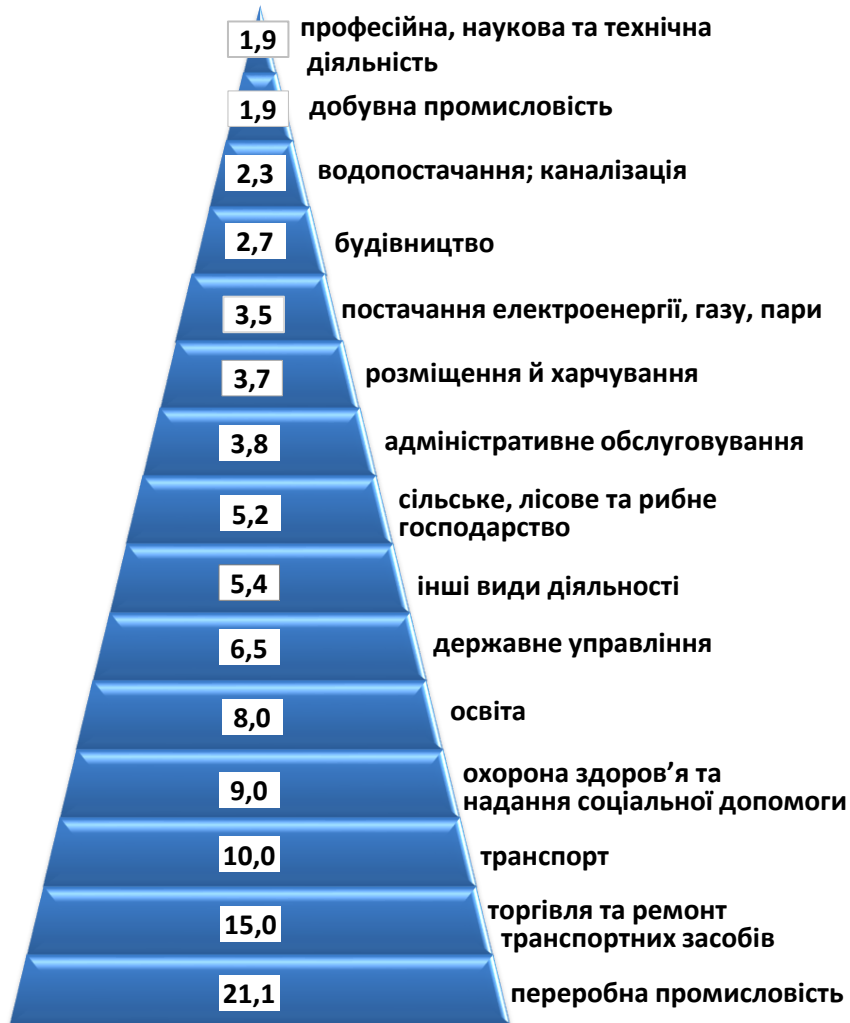 1,9 професійна, наукова та технічна
діяльність
1,9 добувна промисловість
2,3 водопостачання; каналізація
2,7 будівництво
3,5 постачання електроенергії, газу, пари
3,7 розміщення й харчування
3,8 адміністративне обслуговування
5,2 сільське, лісове та рибне
господарство
5,4 інші види діяльності
6,5 державне управління
8,0 освіта
9,0 охорона здоров’я та
надання соціальної допомоги
10,0 транспорт
15,0 торгівля та ремонт
транспортних засобів
21,1 переробна промисловість